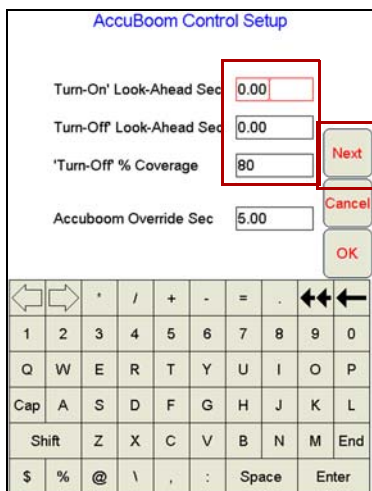 AccuBoom Control Setup
Turn-On' Look-Ahead Sec 0.00
Turn-Off' Look-Ahead Sec 0.00
'Turn-Off' % Coverage 80
Next
Accuboom Override Sec 5.00
Cancel
OK
* / + - = .
1 2 3 4 5 6 7 8 9 0
Q W E R T Y U I O P
Cap A S D F G H J K L
Shift Z X C V B N M End
$ % @ \ , : Space Enter